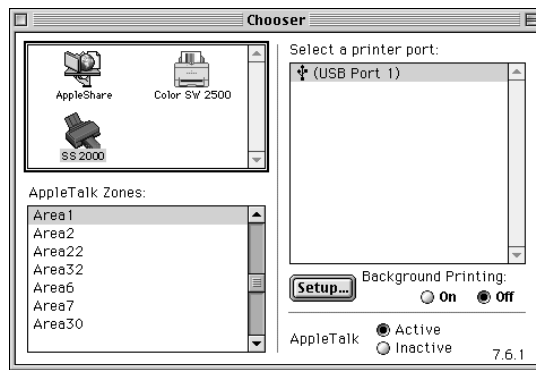 Chooser
AppleShare
Color SW 2500
SS 2000
AppleTalk Zones:
Area1
Area2
Area22
Area32
Area6
Area7
Area30
Select a printer port:
(USB Port 1)
Setup...
Background Printing:
On Off
AppleTalk
Active
Inactive
7.6.1